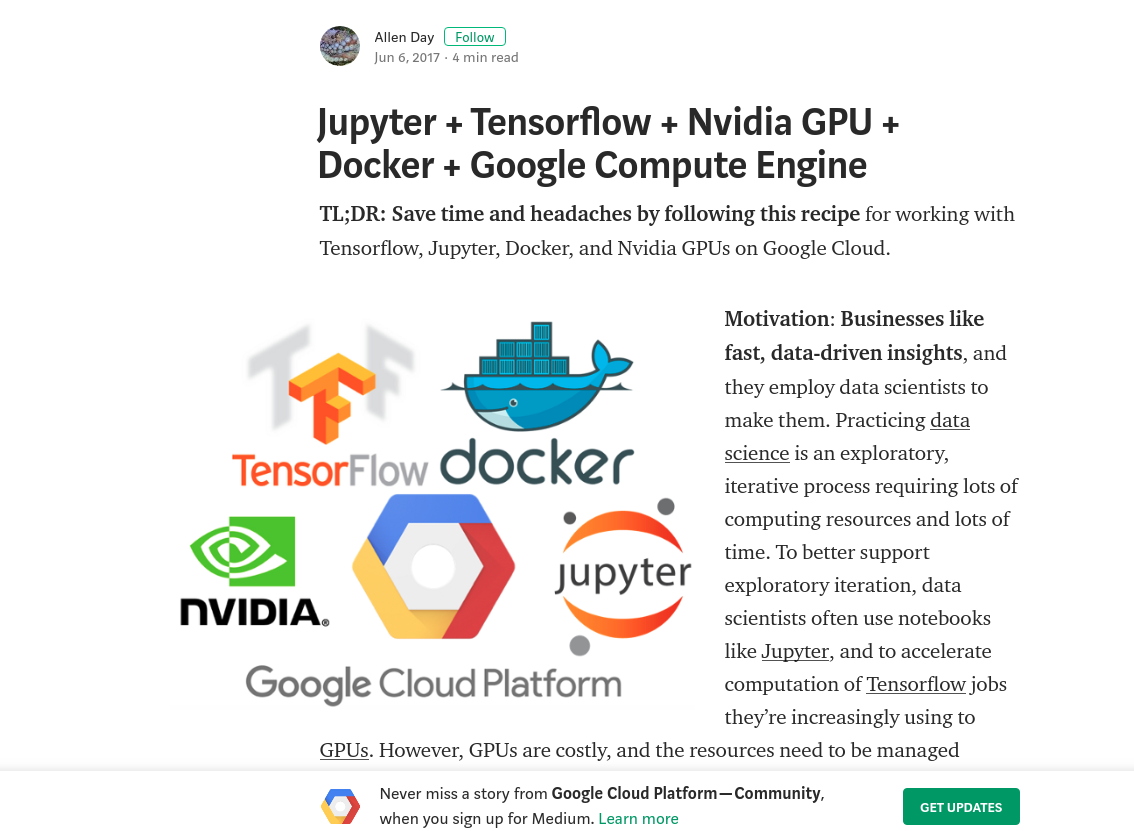 Allen Day Follow
Jun 6, 2017 · 4 min read
Jupyter + Tensorflow + Nvidia GPU +
Docker + Google Compute Engine
TL;DR: Save time and headaches by following this recipe for working with
Tensorflow, Jupyter, Docker, and Nvidia GPUs on Google Cloud.
TensorFlow
docker
NVIDIA®
jupyter
Google Cloud Platform
Motivation: Businesses like
fast, data-driven insights, and
they employ data scientists to
make them. Practicing data
science is an exploratory,
iterative process requiring lots of
computing resources and lots of
time. To better support
exploratory iteration, data
scientists often use notebooks
like Jupyter, and to accelerate
computation of Tensorflow jobs
they’re increasingly using to
GPUs. However, GPUs are costly, and the resources need to be managed
Never miss a story from Google Cloud Platform — Community,
when you sign up for Medium. Learn more
GET UPDATES